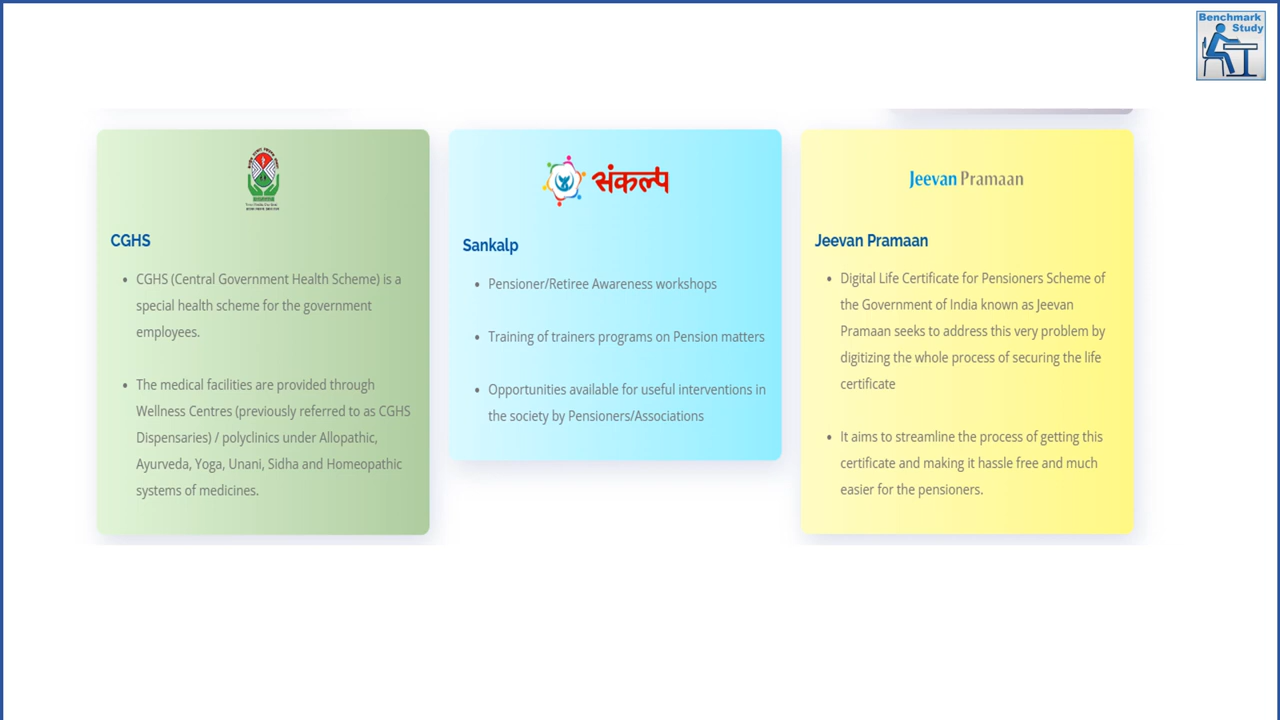 Benchmark
Study
CGHS
CGHS (Central Government Health Scheme) is a
special health scheme for the government
employees.
The medical facilities are provided through
Wellness Centres (previously referred to as CGHS
Dispensaries) / polyclinics under Allopathic,
Ayurveda, Yoga, Unani, Sidha and Homeopathic
systems of medicines.
संकल्प
Sankalp
Pensioner/Retiree Awareness workshops
Training of trainers programs on Pension matters
Opportunities available for useful interventions in
the society by Pensioners/Associations
Jeevan Pramaan
Jeevan Pramaan
Digital Life Certificate for Pensioners Scheme of
the Government of India known as Jeevan
Pramaan seeks to address this very problem by
digitizing the whole process of securing the life
certificate
It aims to streamline the process of getting this
certificate and making it hassle free and much
easier for the pensioners.